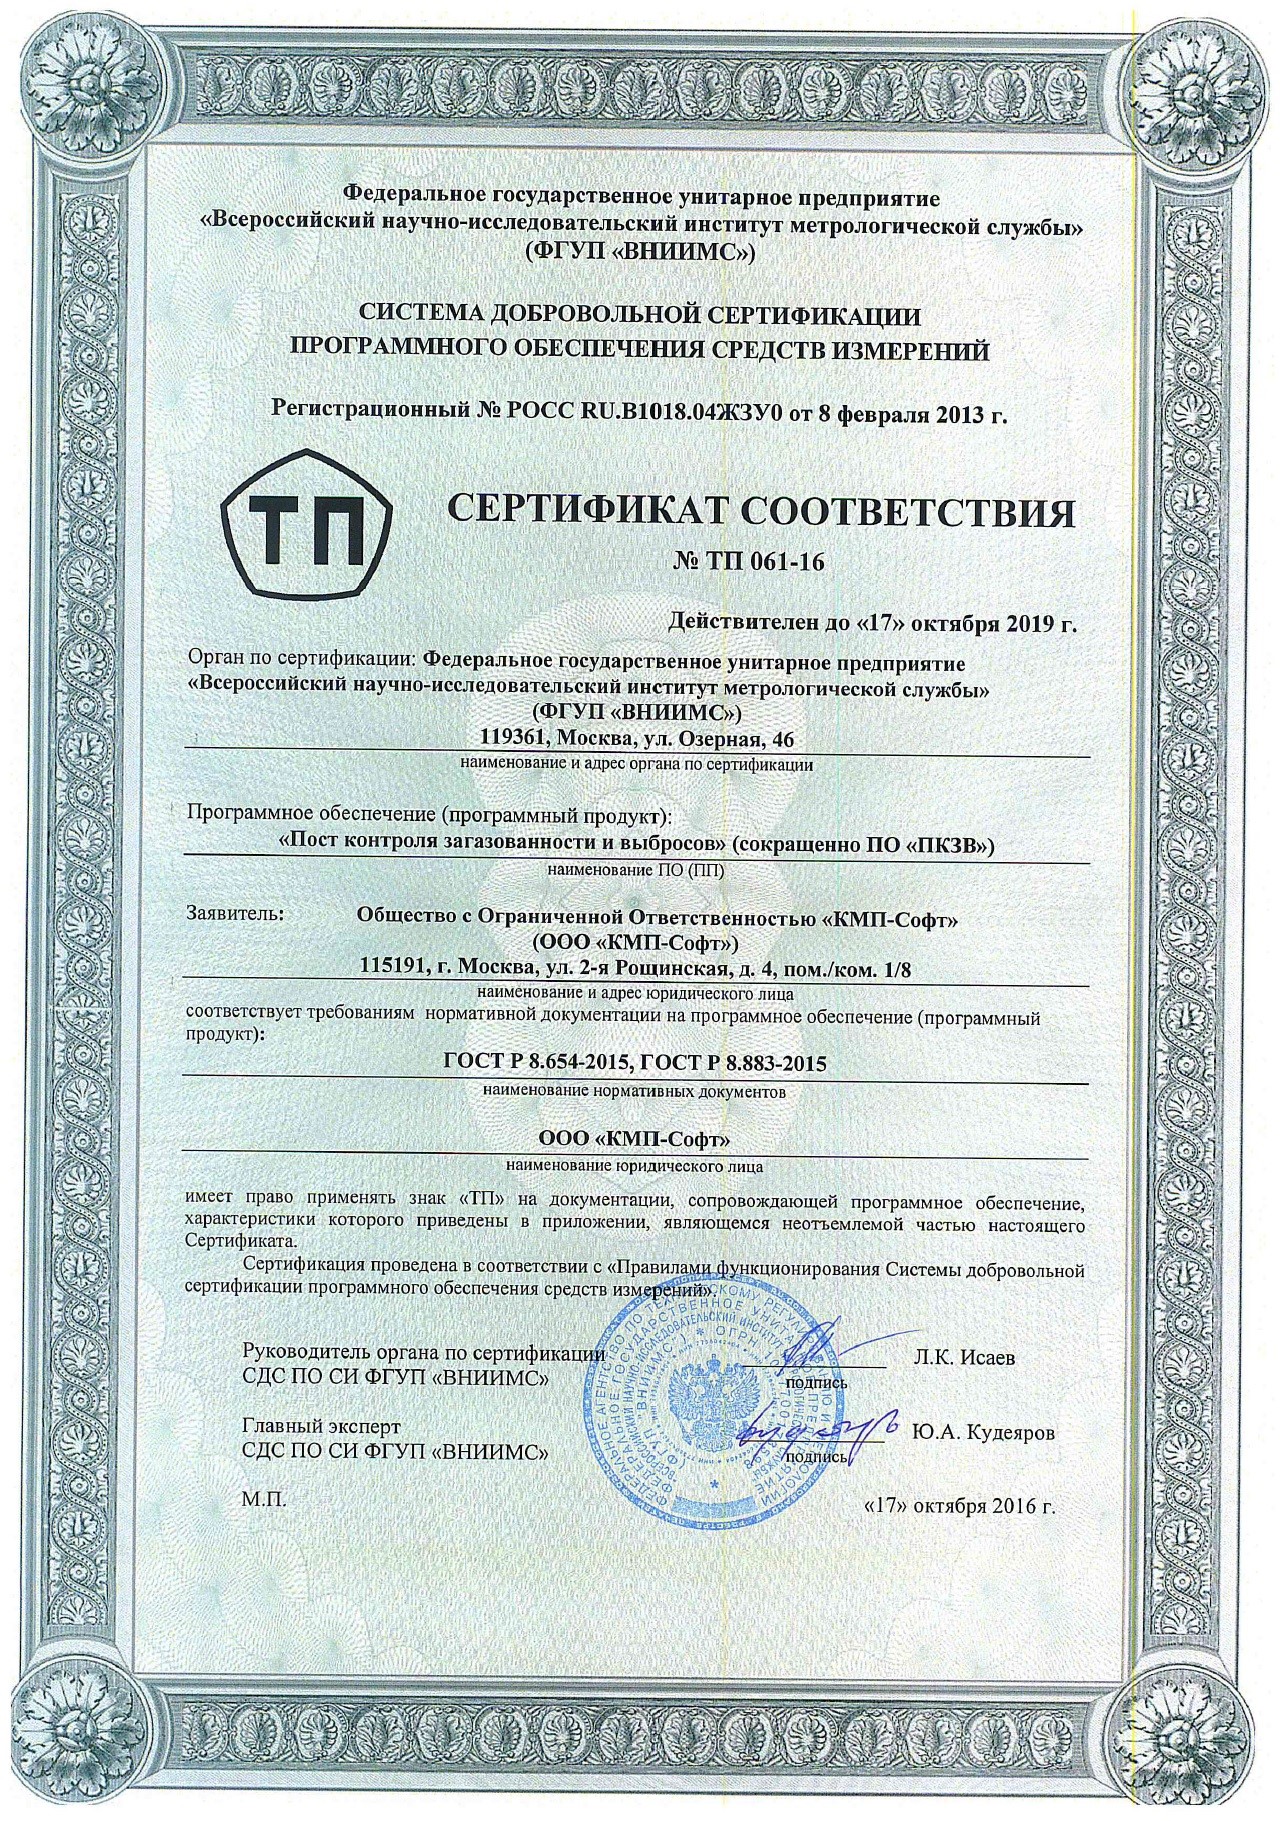 Федеральное государственное унитарное предприятие
«Всероссийский научно-исследовательский институт метрологической службы»
(ФГУП «ВНИИМС»)
СИСТЕМА ДОБРОВОЛЬНОЙ СЕРТИФИКАЦИИ
ПРОГРАММНОГО ОБЕСПЕЧЕНИЯ СРЕДСТВ ИЗМЕРЕНИЙ
Регистрационный № РОСС RU.В1018.04ЖЗУ0 от 8 февраля 2013 г.
ТП
СЕРТИФИКАТ СООТВЕТСТВИЯ
№ ТП 061-16
Действителен до «17» октября 2019 г.
Орган по сертификации: Федеральное государственное унитарное предприятие
«Всероссийский научно-исследовательский институт метрологической службы»
(ФГУП «ВНИИМС»)
119361, Москва, ул. Озерная, 46
наименование и адрес органа по сертификации
Программное обеспечение (программный продукт):
«Пост контроля загазованности и выбросов» (сокращенно ПО «ПКЗВ»)
наименование ПО (ПП)
Заявитель: Общество с Ограниченной Ответственностью «КМП-Софт»
(ООО «КМП-Софт»)
115191, г. Москва, ул. 2-я Рощинская, д. 4, пом./ком. 1/8
наименование и адрес юридического лица
соответствует требованиям нормативной документации на программное обеспечение (программный
продукт):
ГОСТ Р 8.654-2015, ГОСТ Р 8.883-2015
наименование нормативных документов
ООО «КМП-Софт»
наименование юридического лица
имеет право применять знак «ТП» на документации, сопровождающей программное обеспечение,
характеристики которого приведены в приложении, являющемся неотъемлемой частью настоящего
Сертификата.
Сертификация проведена в соответствии с «Правилами функционирования Системы добровольной
сертификации программного обеспечения средств измерений».
Руководитель органа по сертификации
СДС ПО СИ ФГУП «ВНИИМС»
Л.К. Исаев
подпись
Главный эксперт
СДС ПО СИ ФГУП «ВНИИМС»
Ю.А. Кудеяров
подпись
М.П.
«17» октября 2016 г.